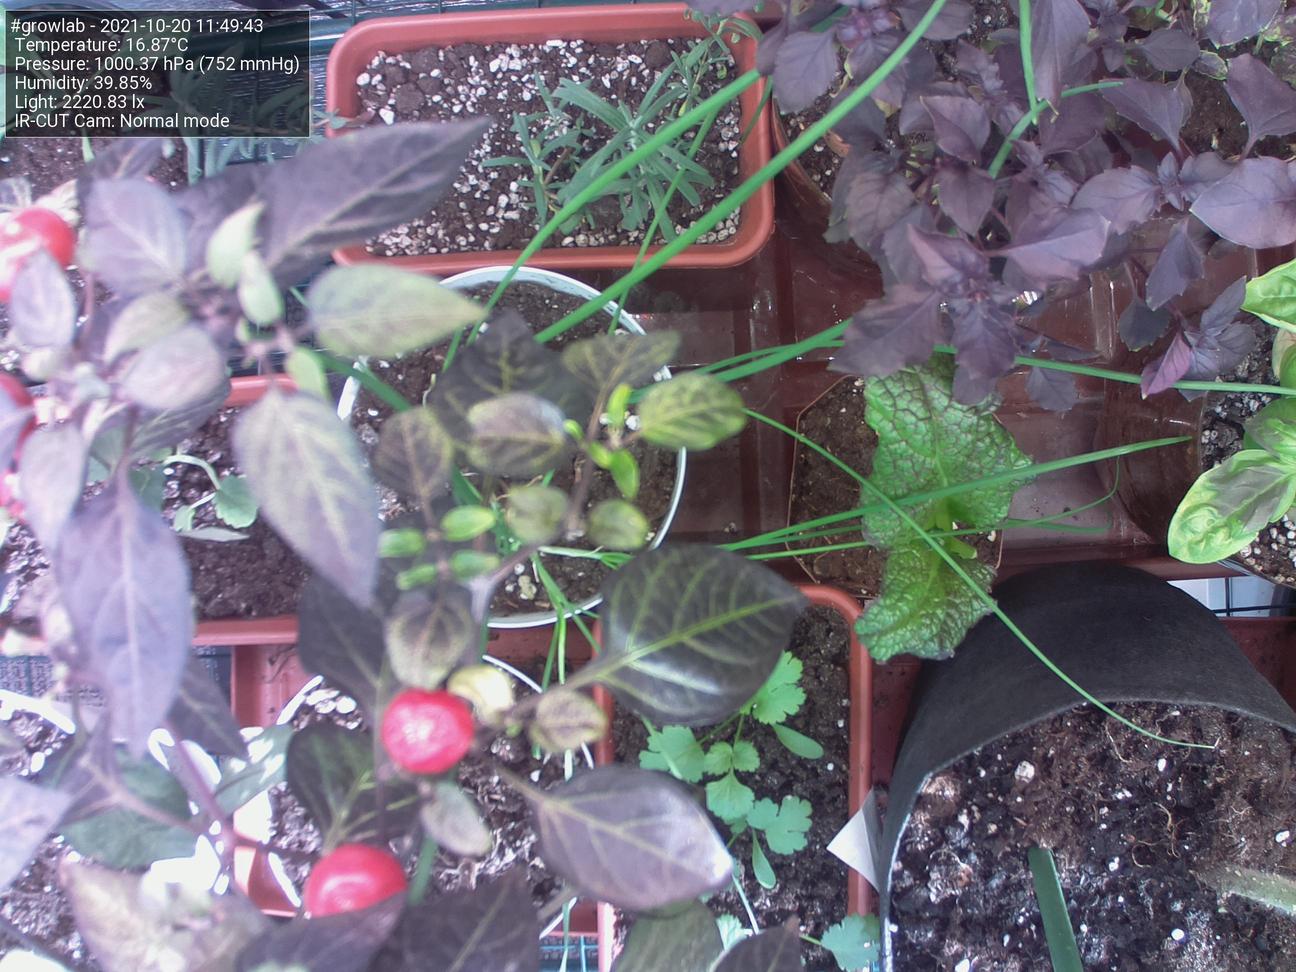 #growlab - 2021-10-20 11:49:43
Temperature: 16.87°C
Pressure: 1000.37 hPa (752 mmHg)
Humidity: 39.85%
Light: 2220.83 lx
IR-CUT Cam: Normal mode